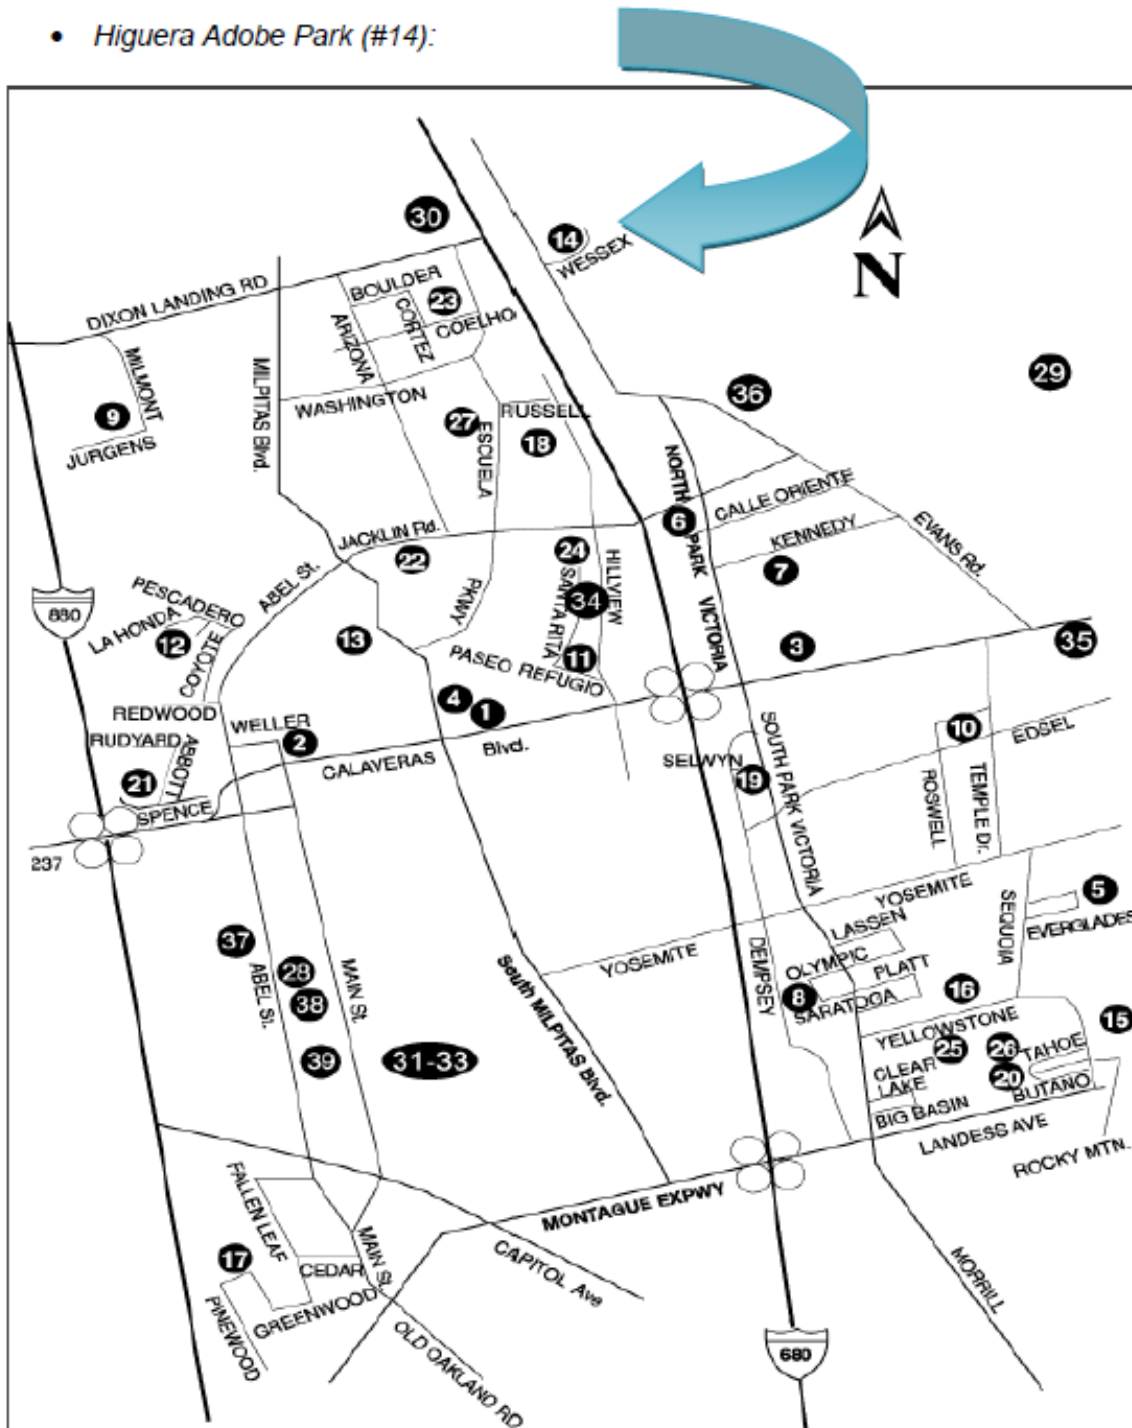 • Higuera Adobe Park (#14):
30
14
WESSEX
N
DIXON LANDING RD
BOULDER
23
CORTEZ
COELHO
ARIZONA
MILMONT
MILPITAS Blvd.
WASHINGTON
9
JURGENS
27
ESCUELA
RUSSELL
18
36
29
NORTH
6
PARK
VICTORIA
CALLE ORIENTE
KENNEDY
7
EVANS Rd.
JACKLIN Rd.
22
24
SANTA RITA
34
HILLVIEW
PKWY
ABEL St.
880
PESCADERO
LA HONDA
12
COYOTE
13
11
PASEO REFUGIO
3
35
4
1
REDWOOD
WELLER
2
RUDYARD
ABBOTT
21
SPENCE
CALAVERAS
Blvd.
SELWYN
19
SOUTH PARK VICTORIA
10
EDSEL
ROSWELL
TEMPLE Dr.
237
YOSEMITE
5
SEQUOIA
EVERGLADES
37
28
38
39
ABEL St.
MAIN St.
31-33
South MILPITAS Blvd.
YOSEMITE
DEMPSEY
LASSEN
OLYMPIC
PLATT
8
SARATOGA
16
YELLOWSTONE
15
25
26
TAHOE
CLEAR
LAKE
20
BUTANO
BIG BASIN
LANDESS AVE
ROCKY MTN.
FALLEN LEAF
17
CEDAR
MAIN St.
GREENWOOD
PINEWOOD
MONTAGUE EXPWY
CAPITOL Ave
OLD OAKLAND RD
MORRILL
680